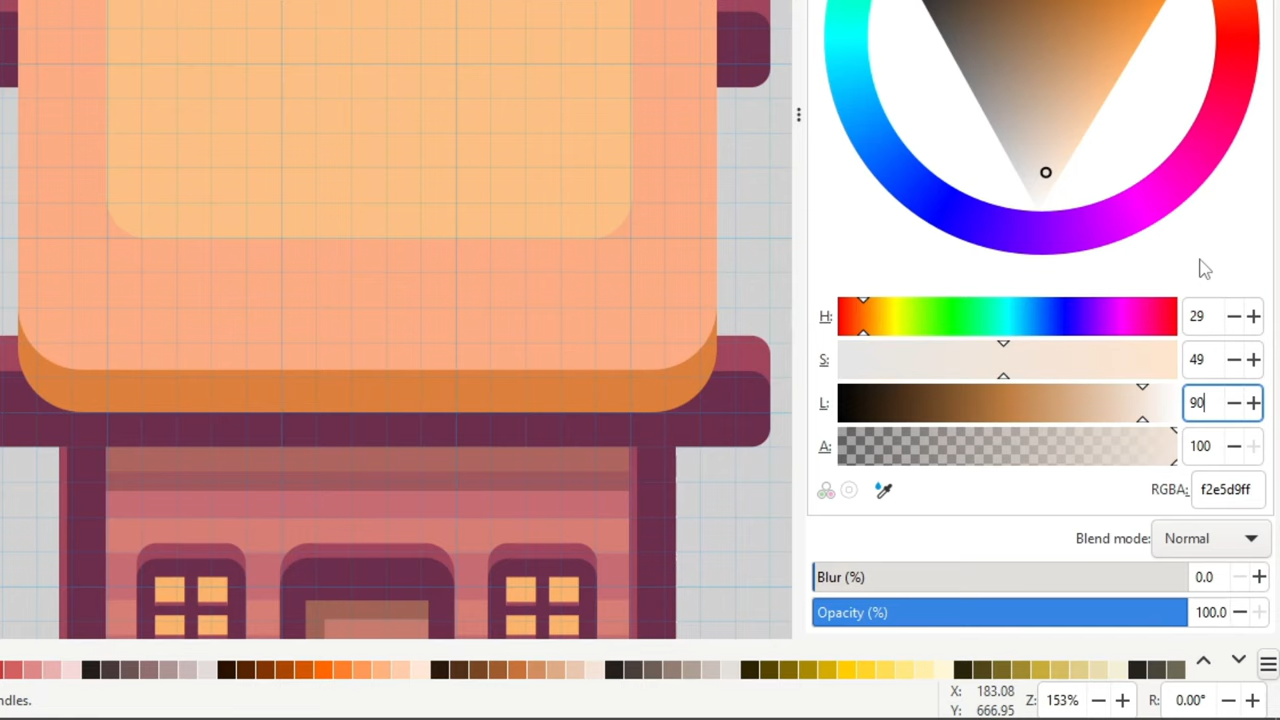 H: 29
S: 49
L: 90
A: 100
RGBA: f2e5d9ff
Blend mode: Normal
Blur (%) 0.0
Opacity (%) 100.0
ndles.
X: 183.08
Y: 666.95
Z: 153%
R: 0.00°